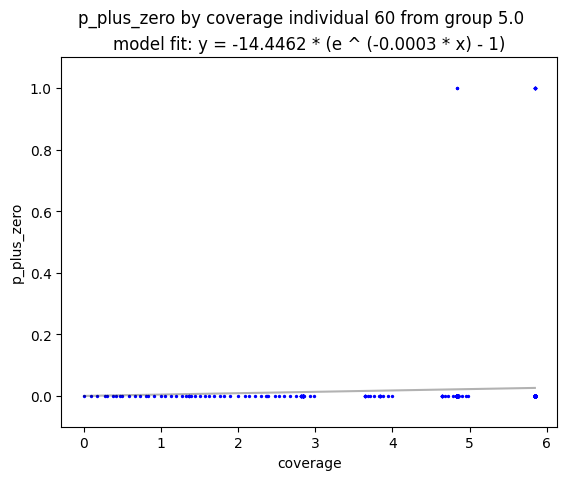 p_plus_zero by coverage individual 60 from group 5.0
model fit: y = -14.4462 * (e ^ (-0.0003 * x) - 1)
1.0
0.8
0.6
0.4
0.2
0.0
p_plus_zero
0 1 2 3 4 5 6
coverage